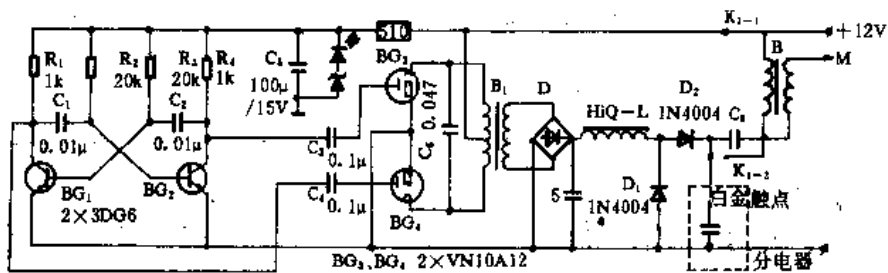 510
K₁₋₁
+12V
R₁
1k
R₂
20k
R₃
20k
R₄
1k
C₅
100μ
/15V
BG₃
B
M
C₁
0.01μ
C₂
0.01μ
C₆ 0.047
B₁
D
HiQ-L
D₂
1N4004
C₈
C₃
0.1μ
C₄
0.1μ
BG₁
BG₂
2×3DG6
BG₄
5
D₁
1N4004
K₁₋₂
白金触点
分电器
BG₃、BG₄ 2×VN10A12